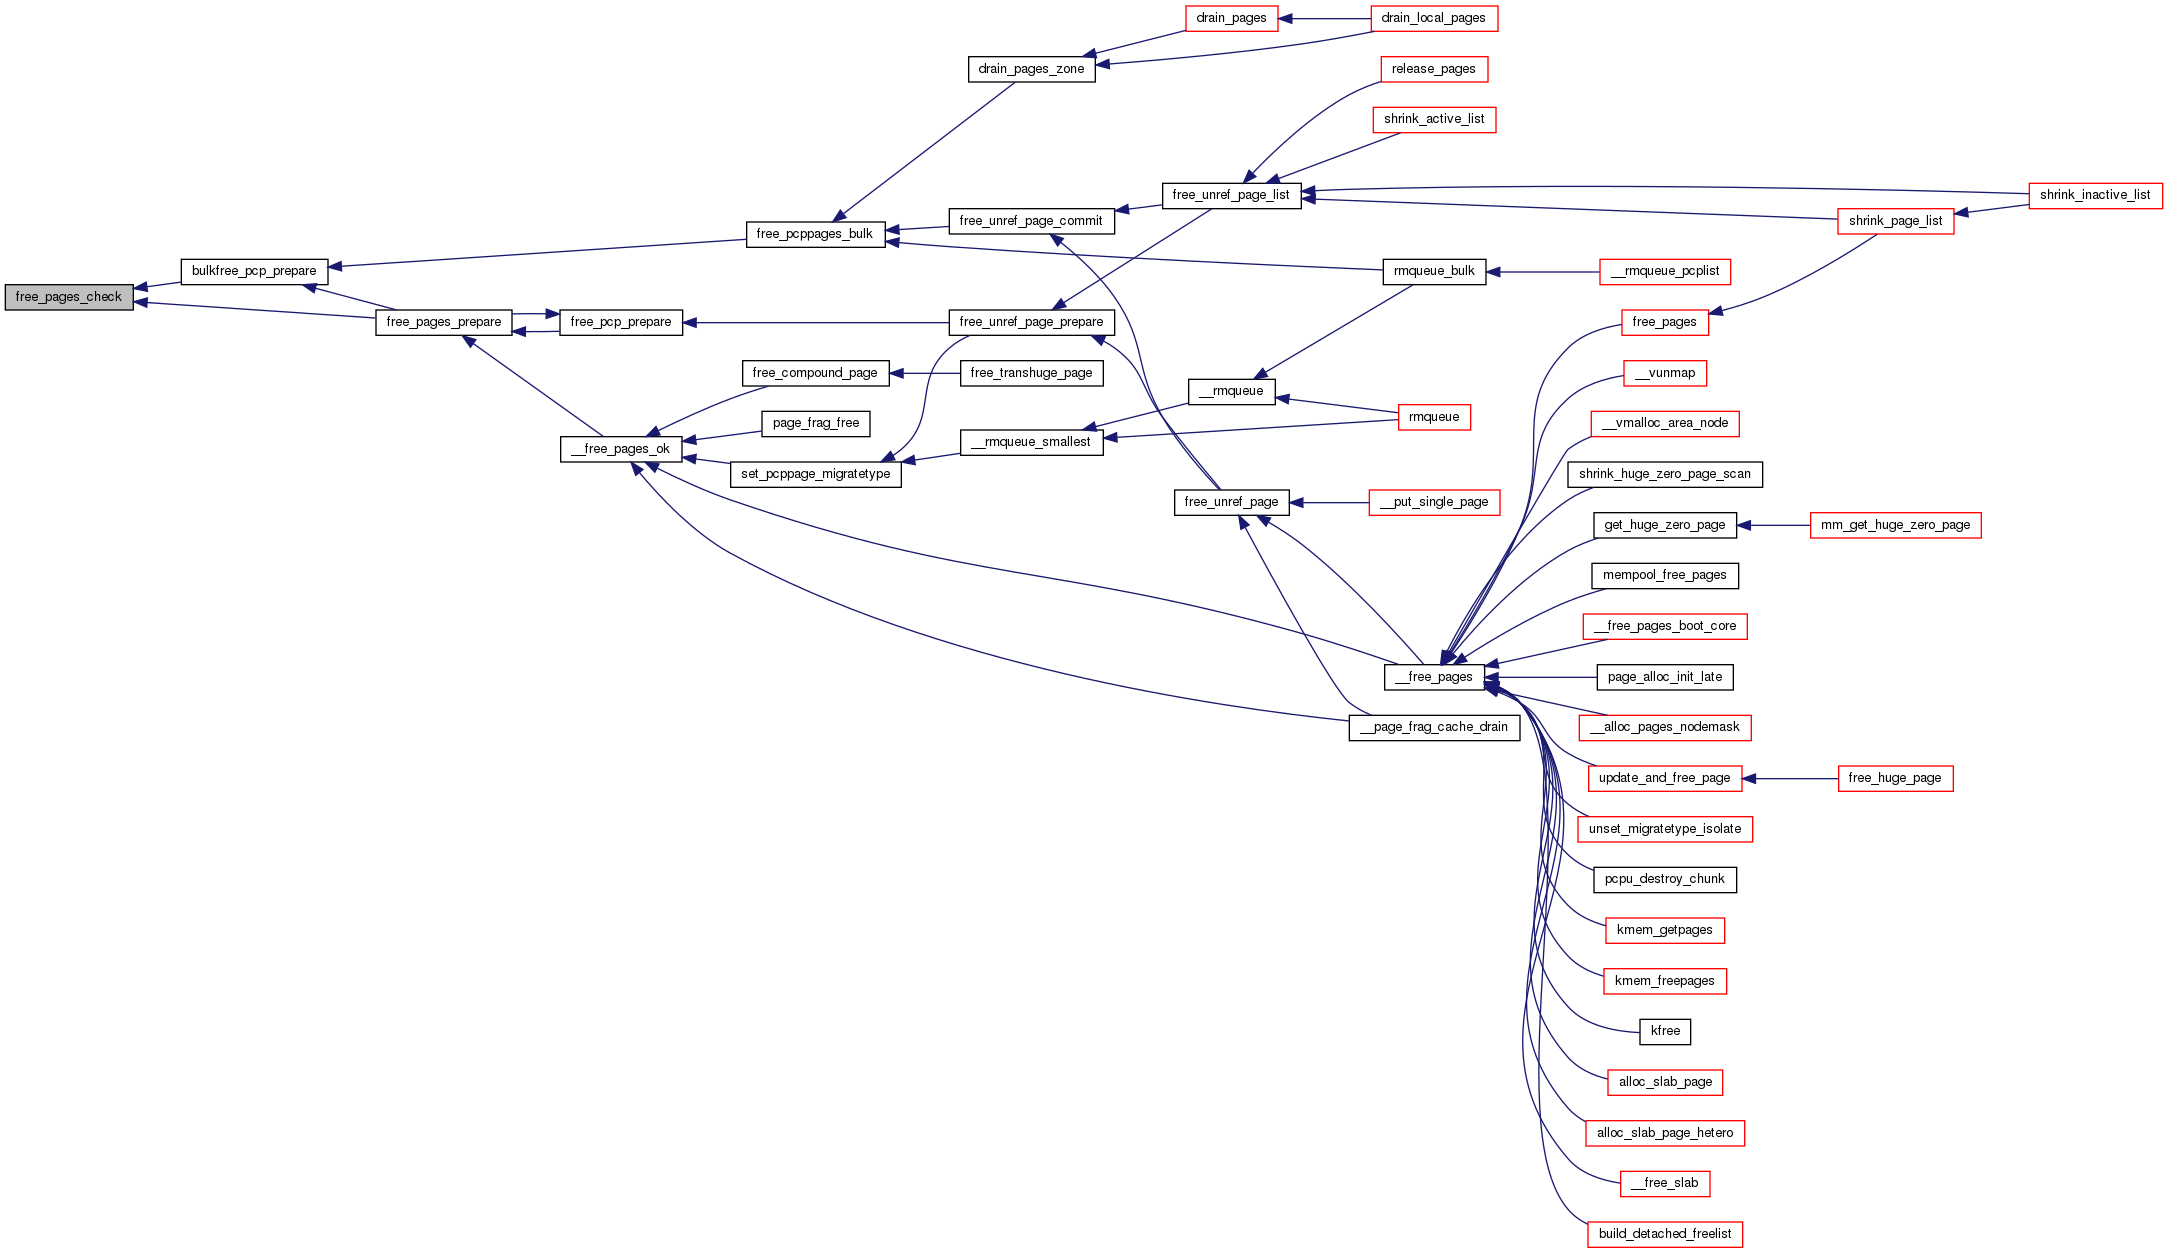 drain_pages
drain_local_pages
drain_pages_zone
release_pages
shrink_active_list
free_unref_page_list
shrink_inactive_list
free_unref_page_commit
shrink_page_list
free_pcppages_bulk
bulkfree_pcp_prepare
rmqueue_bulk
__rmqueue_pcplist
free_pages_check
free_pages_prepare
free_pcp_prepare
free_unref_page_prepare
free_pages
free_compound_page
free_transhuge_page
__vunmap
__rmqueue
page_frag_free
rmqueue
__vmalloc_area_node
__free_pages_ok
__rmqueue_smallest
set_pcppage_migratetype
shrink_huge_zero_page_scan
free_unref_page
__put_single_page
get_huge_zero_page
mm_get_huge_zero_page
mempool_free_pages
__free_pages_boot_core
__free_pages
page_alloc_init_late
__page_frag_cache_drain
__alloc_pages_nodemask
update_and_free_page
free_huge_page
unset_migratetype_isolate
pcpu_destroy_chunk
kmem_getpages
kmem_freepages
kfree
alloc_slab_page
alloc_slab_page_hetero
__free_slab
build_detached_freelist